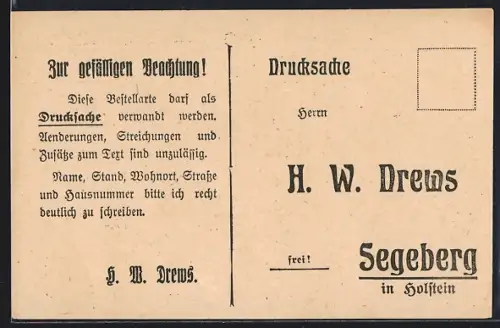 Zur gefälligen Beachtung!
Diese Bestellarte darf als
Drucksache verwandt werden.
Aenderungen, Streichungen und
Zusätze zum Text sind unzulässig.
Name, Stand, Wohnort, Straße
und Hausnummer bitte ich recht
deutlich zu schreiben.
H. W. Drews.
Drucksache
Herrn
H. W. Drews
frei!
Segeberg
in Holstein